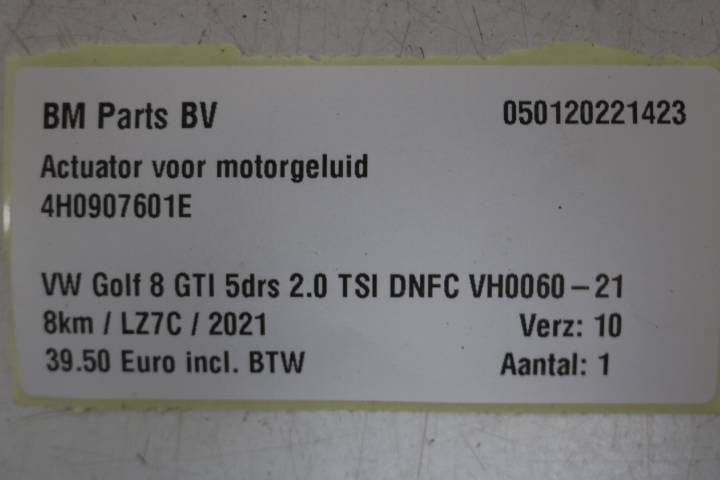 BM Parts BV 050120221423
Actuator voor motorgeluid
4H0907601E
VW Golf 8 GTI 5drs 2.0 TSI DNFC VH0060-21
8km / LZ7C / 2021 Verz: 10
39.50 Euro incl. BTW Aantal: 1